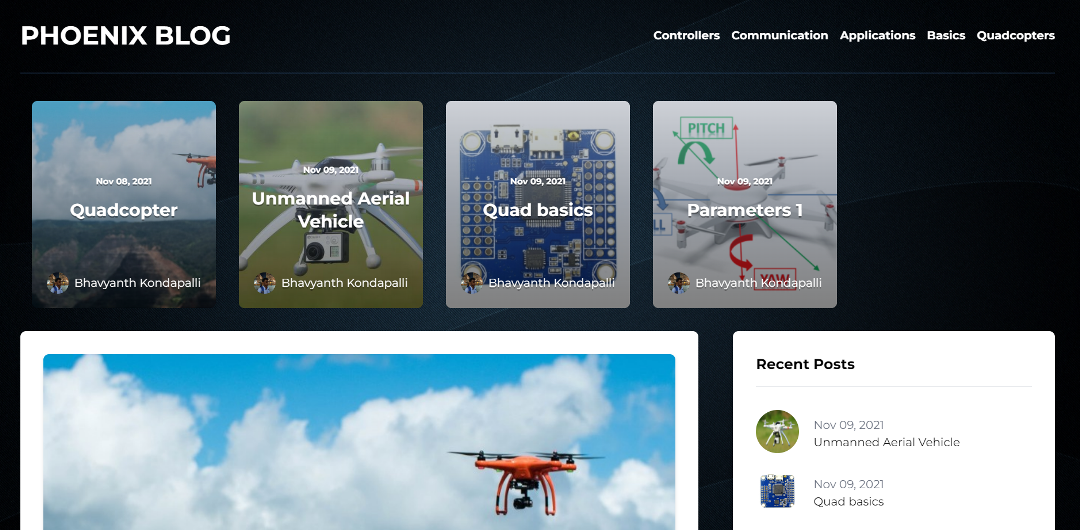 PHOENIX BLOG
Controllers Communication Applications Basics Quadcopters
Nov 08, 2021
Quadcopter
Bhavyanth Kondapalli
Nov 09, 2021
Unmanned Aerial
Vehicle
Bhavyanth Kondapalli
Nov 09, 2021
Quad basics
Bhavyanth Kondapalli
PITCH
Nov 09, 2021
Parameters 1
LL
YAW
Bhavyanth Kondapalli
Recent Posts
Nov 09, 2021
Unmanned Aerial Vehicle
Nov 09, 2021
Quad basics